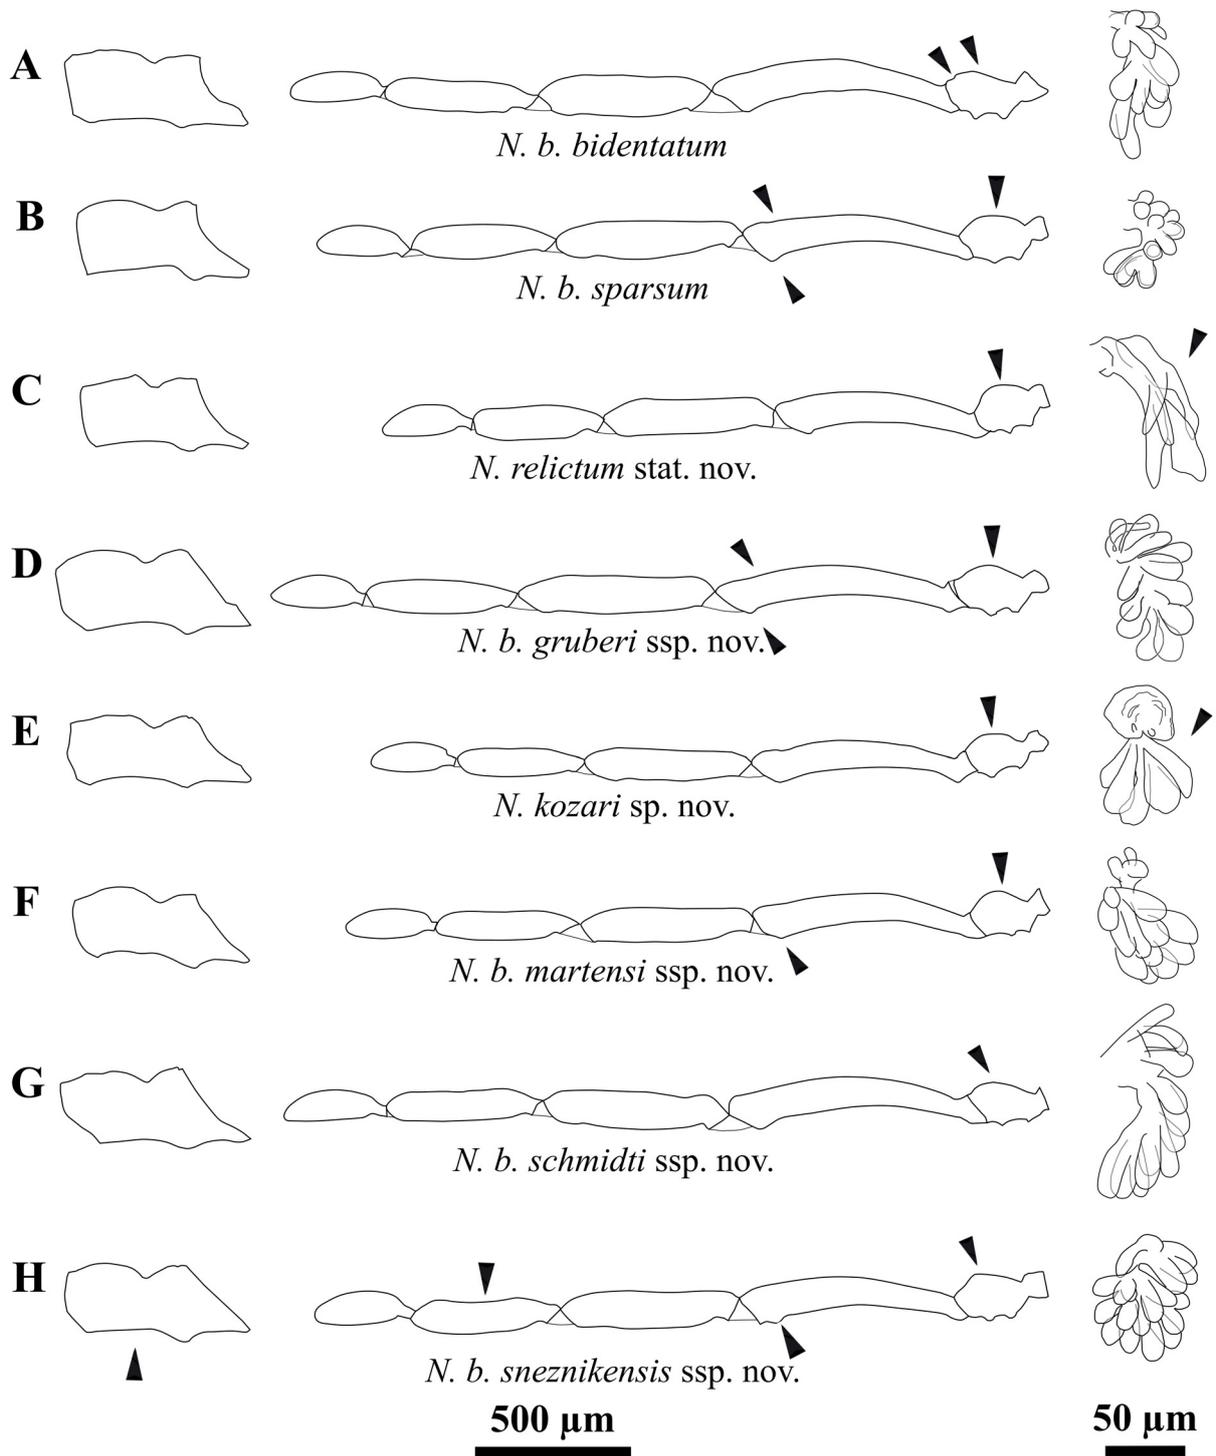 A
N. b. bidentatum
B
N. b. sparsum
C
N. relictum stat. nov.
D
N. b. gruberi ssp. nov.
E
N. kozari sp. nov.
F
N. b. martensi ssp. nov.
G
N. b. schmidti ssp. nov.
H
N. b. sneznikensis ssp. nov.
500 µm
50 µm